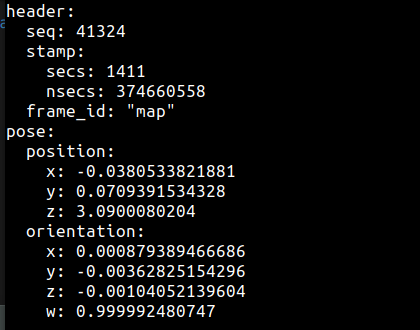 header:
  seq: 41324
  stamp:
    secs: 1411
    nsecs: 374660558
  frame_id: "map"
pose:
  position:
    x: -0.0380533821881
    y: 0.0709391534328
    z: 3.0900080204
  orientation:
    x: 0.000879389466686
    y: -0.00362825154296
    z: -0.00104052139604
    w: 0.999992480747